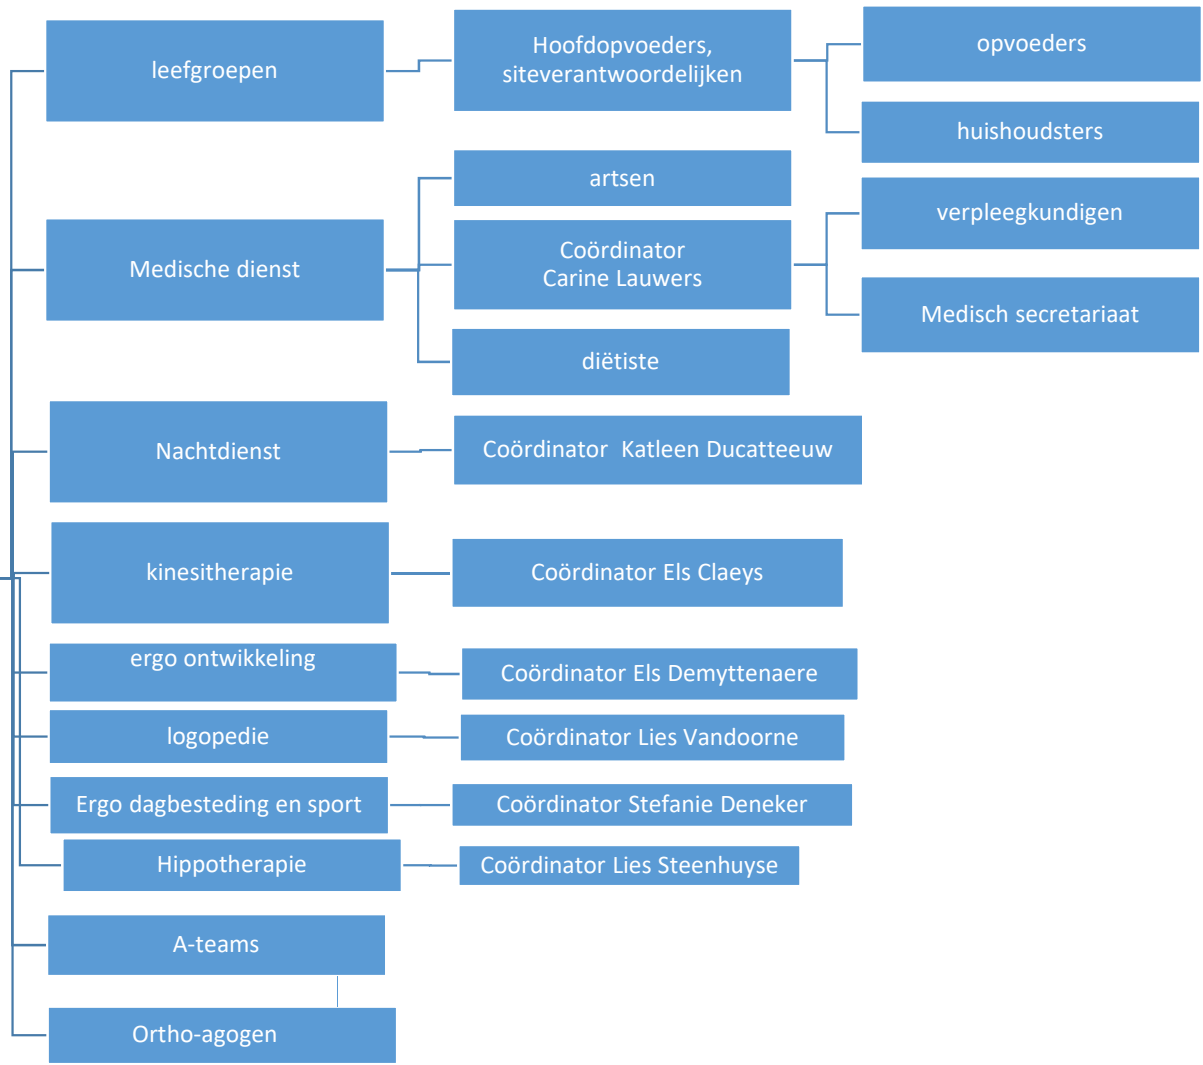 leefgroepen
Hoofdopvoeders,
siteverantwoordelijken
opvoeders
huishoudsters
Medische dienst
artsen
Coördinator
Carine Lauwers
verpleegkundigen
Medisch secretariaat
diëtiste
Nachtdienst
Coördinator  Katleen Ducatteeuw
kinesitherapie
Coördinator Els Claeys
ergo ontwikkeling
Coördinator Els Demyttenaere
logopedie
Coördinator Lies Vandoorne
Ergo dagbesteding en sport
Coördinator Stefanie Deneker
Hippotherapie
Coördinator Lies Steenhuyse
A-teams
Ortho-agogen